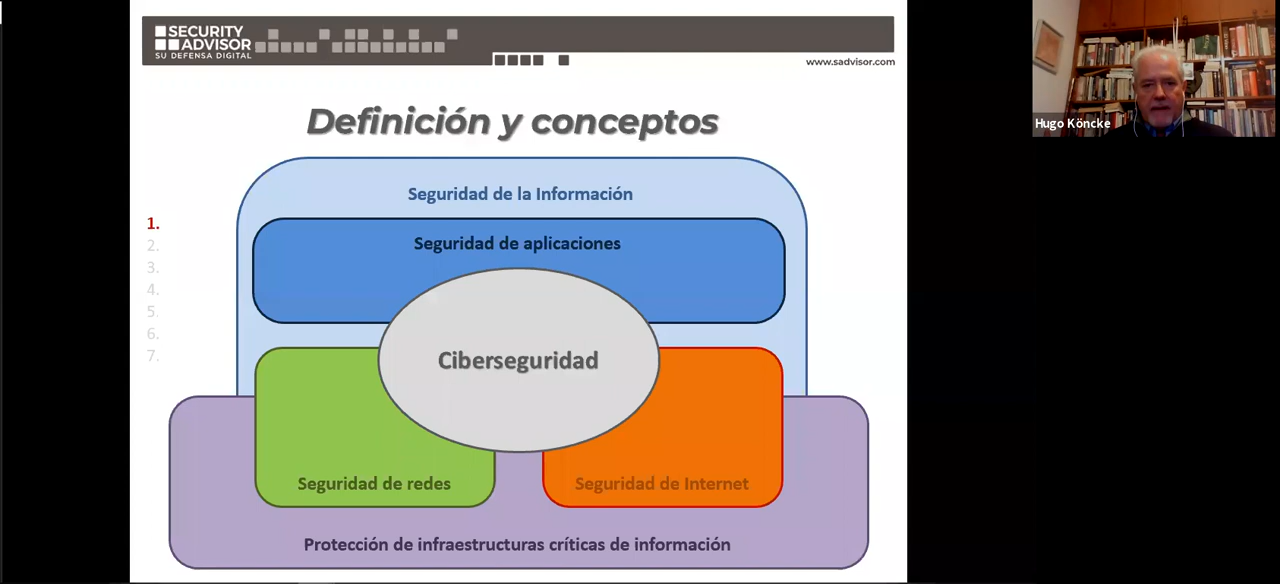 SECURITY
ADVISOR
SU DEFENSA DIGITAL
www.sadvisor.com
Hugo Köncke
Definición y conceptos
Seguridad de la Información
1.
2.
3.
4.
5.
6.
7.
Seguridad de aplicaciones
Ciberseguridad
Seguridad de redes
Seguridad de Internet
Protección de infraestructuras críticas de información